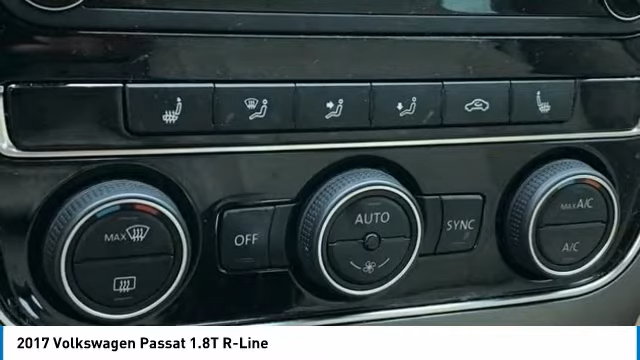 MAX
OFF
AUTO
SYNC
MAX A/C
A/C
2017 Volkswagen Passat 1.8T R-Line